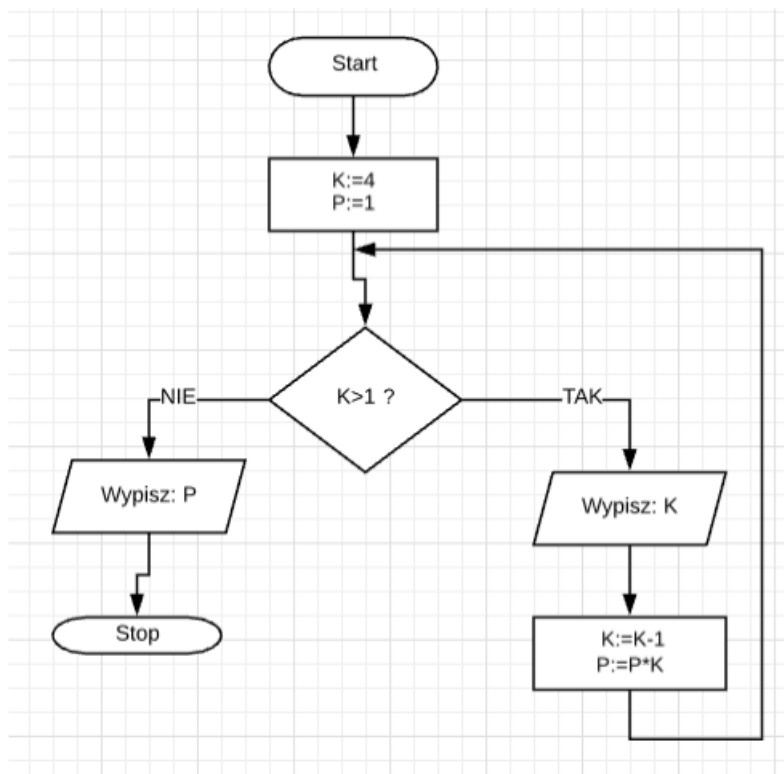 Start
K:=4
P:=1
K>1 ?
NIE
TAK
Wypisz: P
Wypisz: K
Stop
K:=K-1
P:=P*K